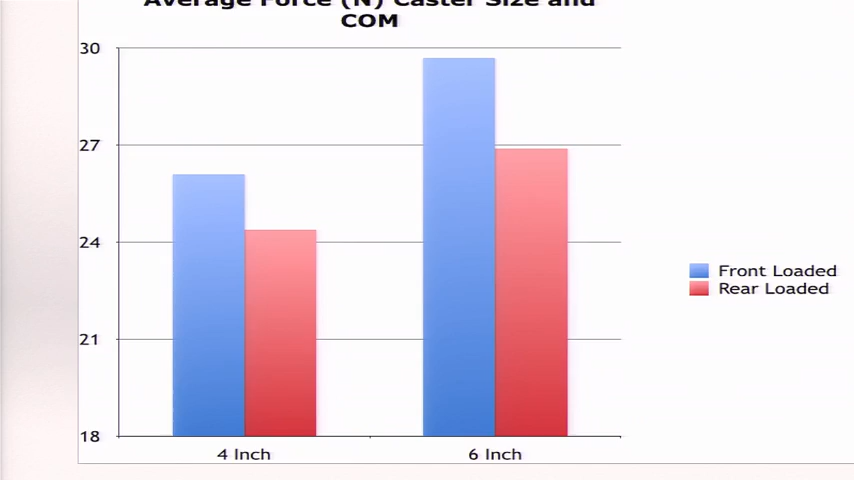 Average Force (N) Caster Size and
COM
30
27
24
21
18
4 Inch
6 Inch
Front Loaded
Rear Loaded